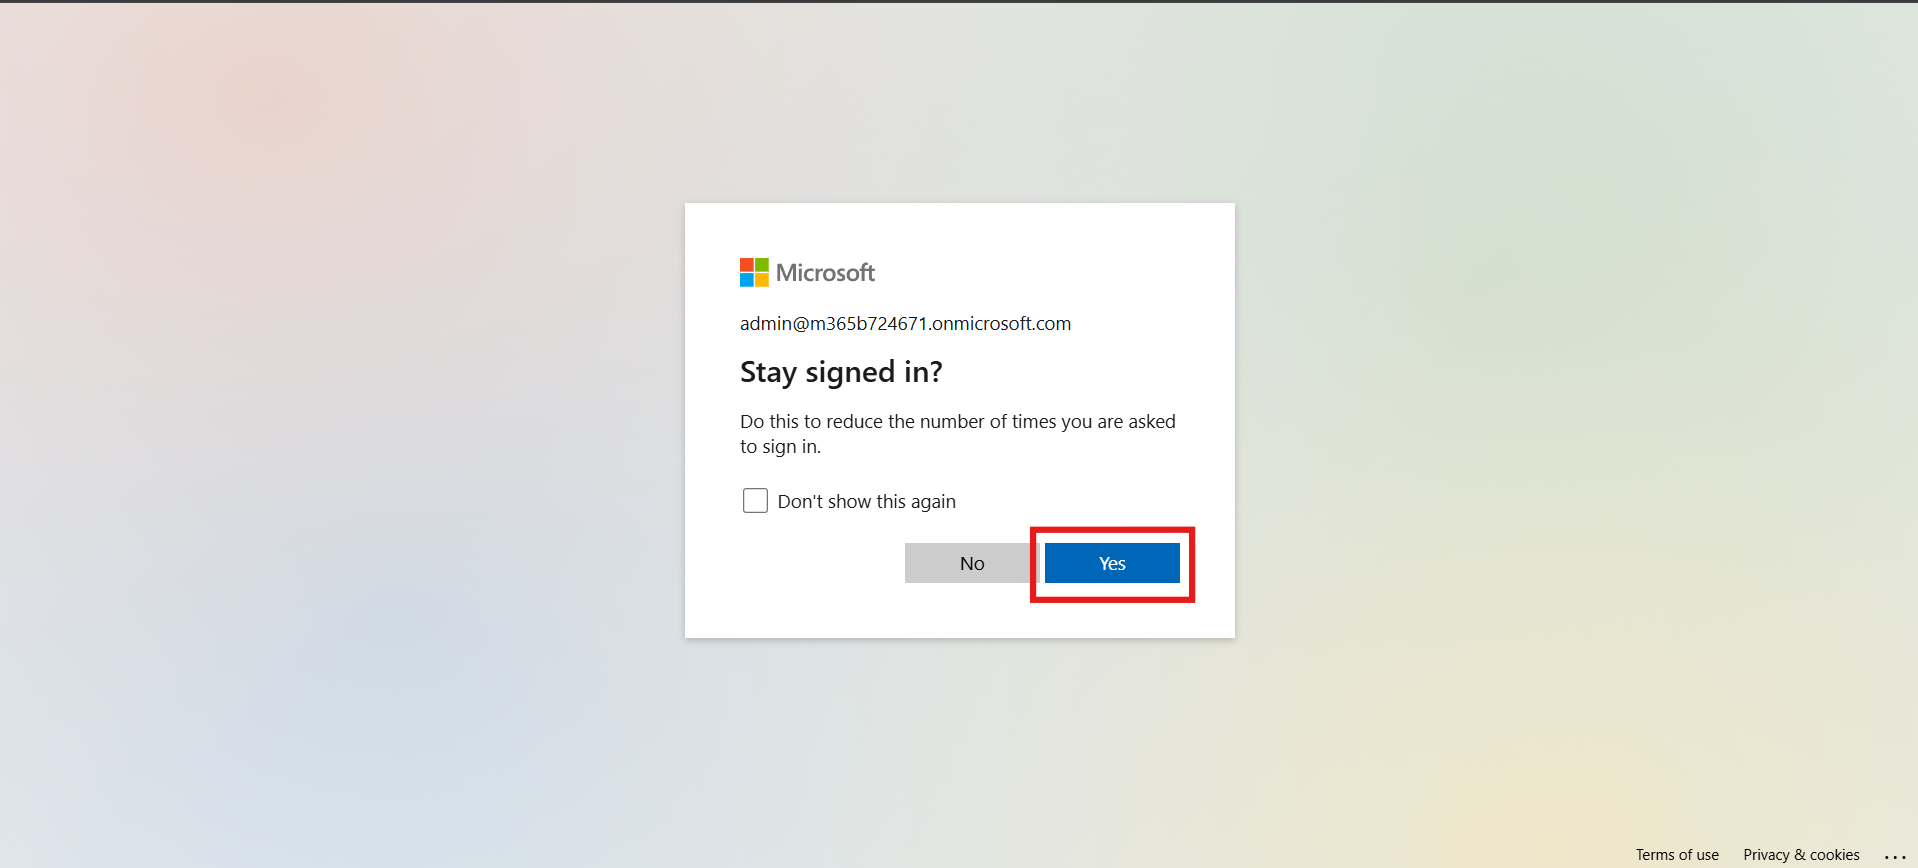 Microsoft
admin@m365b724671.onmicrosoft.com
Stay signed in?
Do this to reduce the number of times you are asked
to sign in.
Don't show this again
No
Yes
Terms of use
Privacy & cookies
...